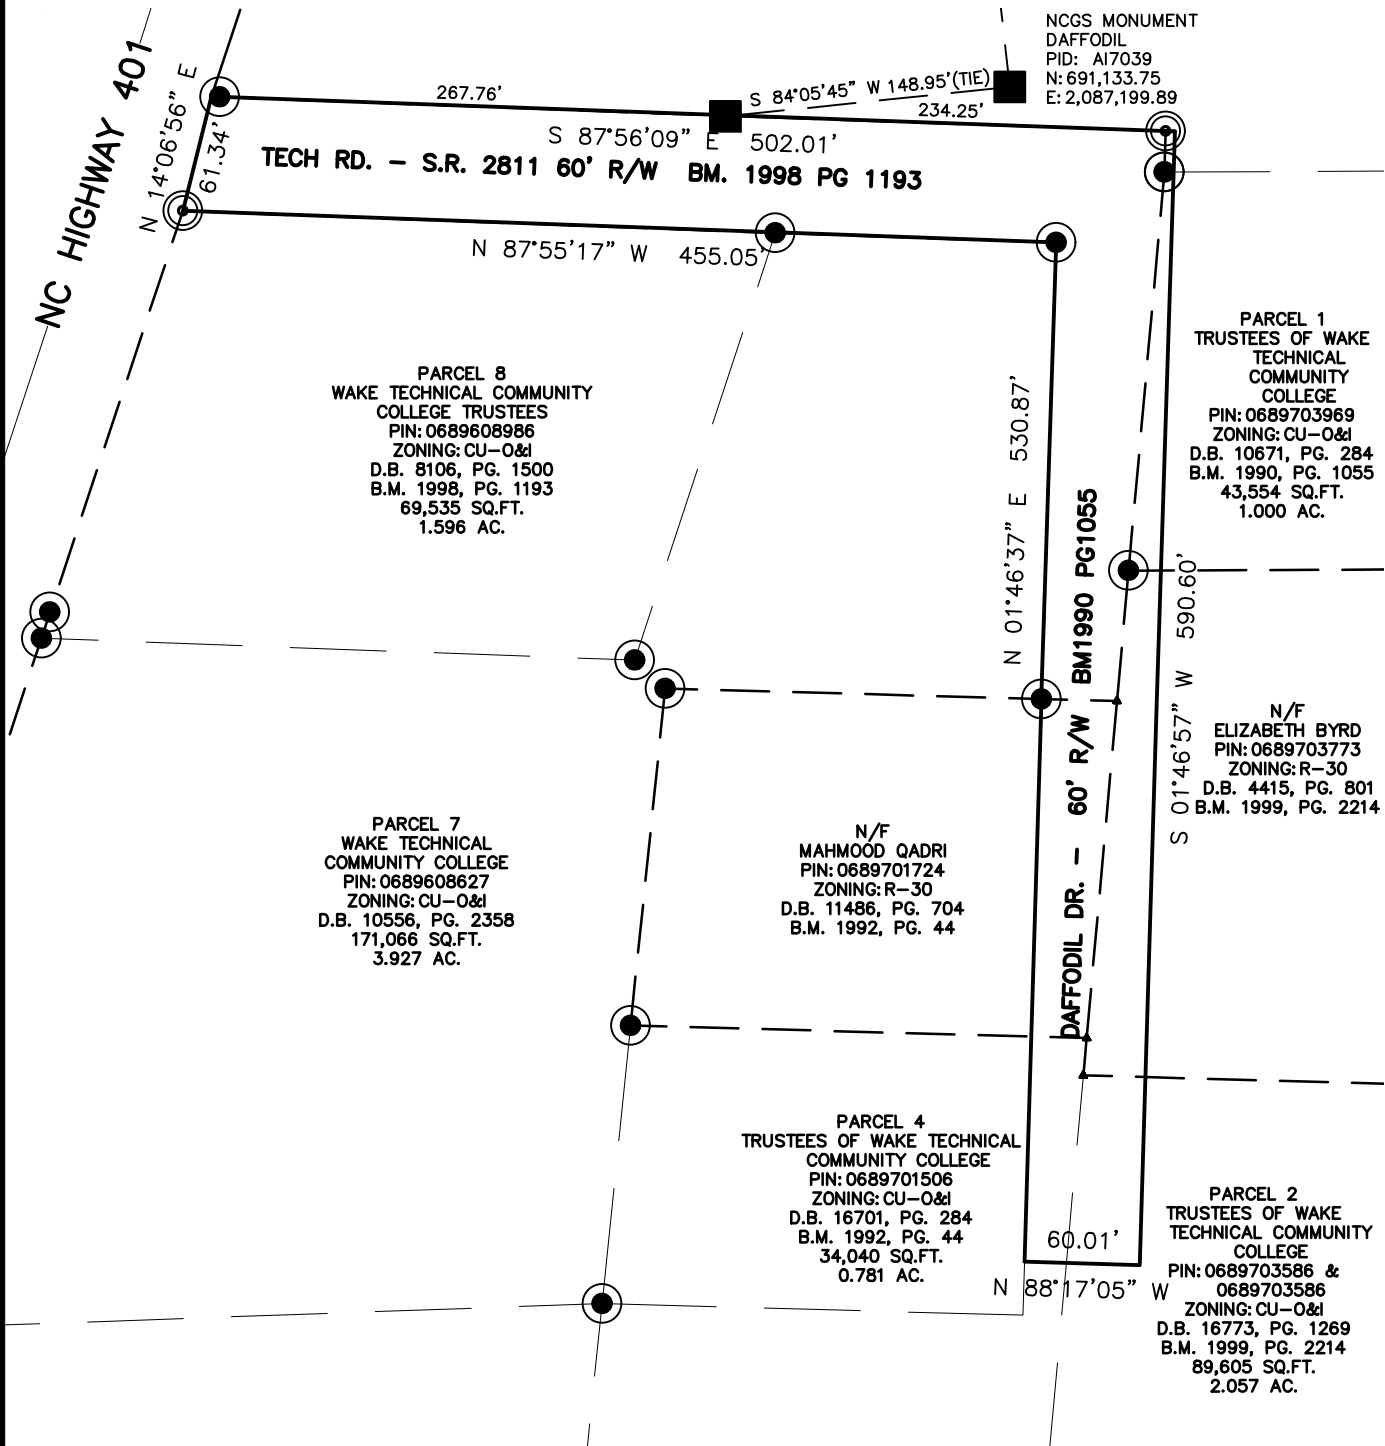 NC HIGHWAY 401
N 14°06'56" E
61.34'
267.76'
S 84°05'45" W 148.95'(TIE)
234.25'
NCGS MONUMENT
DAFFODIL
PID: AI7039
N: 691,133.75
E: 2,087,199.89
S 87°56'09" E 502.01'
TECH RD. - S.R. 2811 60' R/W BM. 1998 PG 1193
N 87°55'17" W 455.05'
PARCEL 8
WAKE TECHNICAL COMMUNITY
COLLEGE TRUSTEES
PIN: 0689608986
ZONING: CU-O&I
D.B. 8106, PG. 1500
B.M. 1998, PG. 1193
69,535 SQ.FT.
1.596 AC.
N 01°46'37" E 530.87'
DAFFODIL DR. - 60' R/W BM1990 PG1055
S 01°46'57" W 590.60'
PARCEL 1
TRUSTEES OF WAKE
TECHNICAL
COMMUNITY
COLLEGE
PIN: 0689703969
ZONING: CU-O&I
D.B. 10671, PG. 284
B.M. 1990, PG. 1055
43,554 SQ.FT.
1.000 AC.
N/F
ELIZABETH BYRD
PIN: 0689703773
ZONING: R-30
D.B. 4415, PG. 801
B.M. 1999, PG. 2214
PARCEL 7
WAKE TECHNICAL
COMMUNITY COLLEGE
PIN: 0689608627
ZONING: CU-O&I
D.B. 10556, PG. 2358
171,066 SQ.FT.
3.927 AC.
N/F
MAHMOOD QADRI
PIN: 0689701724
ZONING: R-30
D.B. 11486, PG. 704
B.M. 1992, PG. 44
PARCEL 4
TRUSTEES OF WAKE TECHNICAL
COMMUNITY COLLEGE
PIN: 0689701506
ZONING: CU-O&I
D.B. 16701, PG. 284
B.M. 1992, PG. 44
34,040 SQ.FT.
0.781 AC.
60.01'
N 88°17'05" W
PARCEL 2
TRUSTEES OF WAKE
TECHNICAL COMMUNITY
COLLEGE
PIN: 0689703586 &
0689703586
ZONING: CU-O&I
D.B. 16773, PG. 1269
B.M. 1999, PG. 2214
89,605 SQ.FT.
2.057 AC.